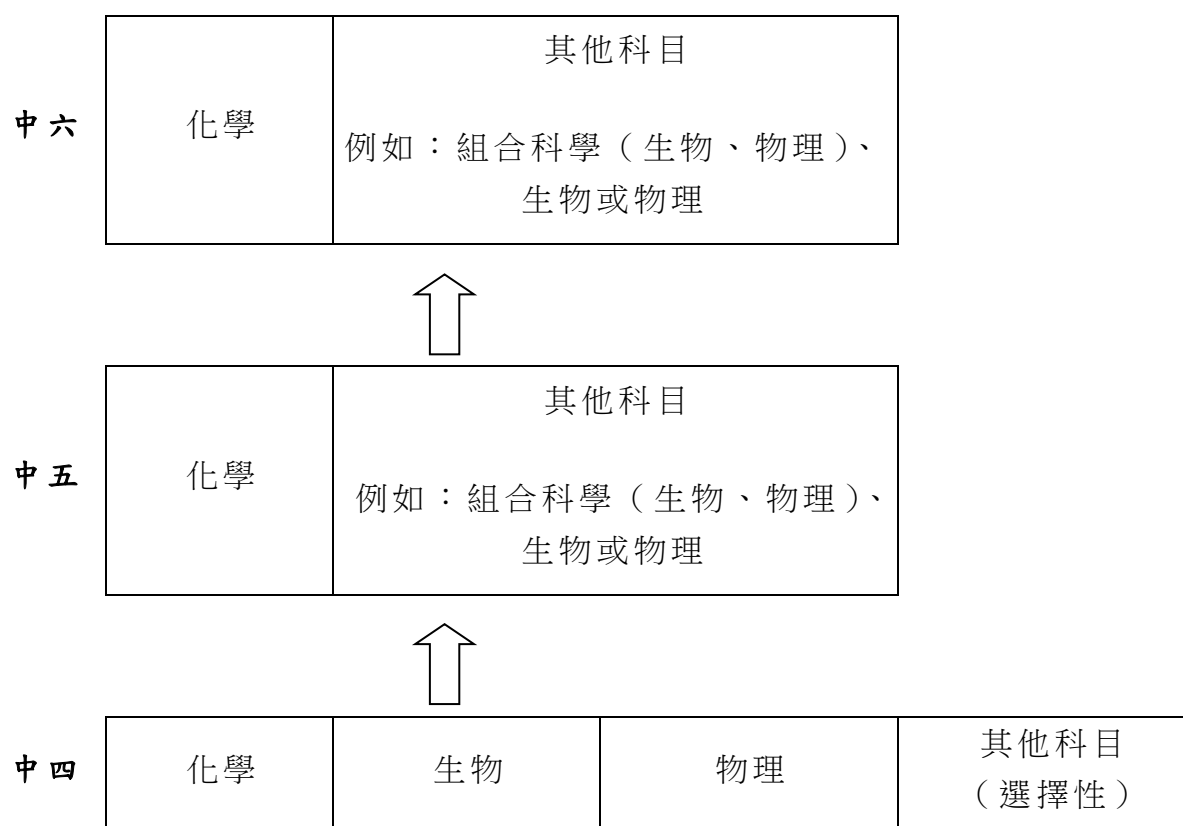 其他科目
中六 化學
例如：組合科學（生物、物理）、
生物或物理
其他科目
中五 化學
例如：組合科學（生物、物理）、
生物或物理
中四 化學 生物 物理 其他科目
（選擇性）